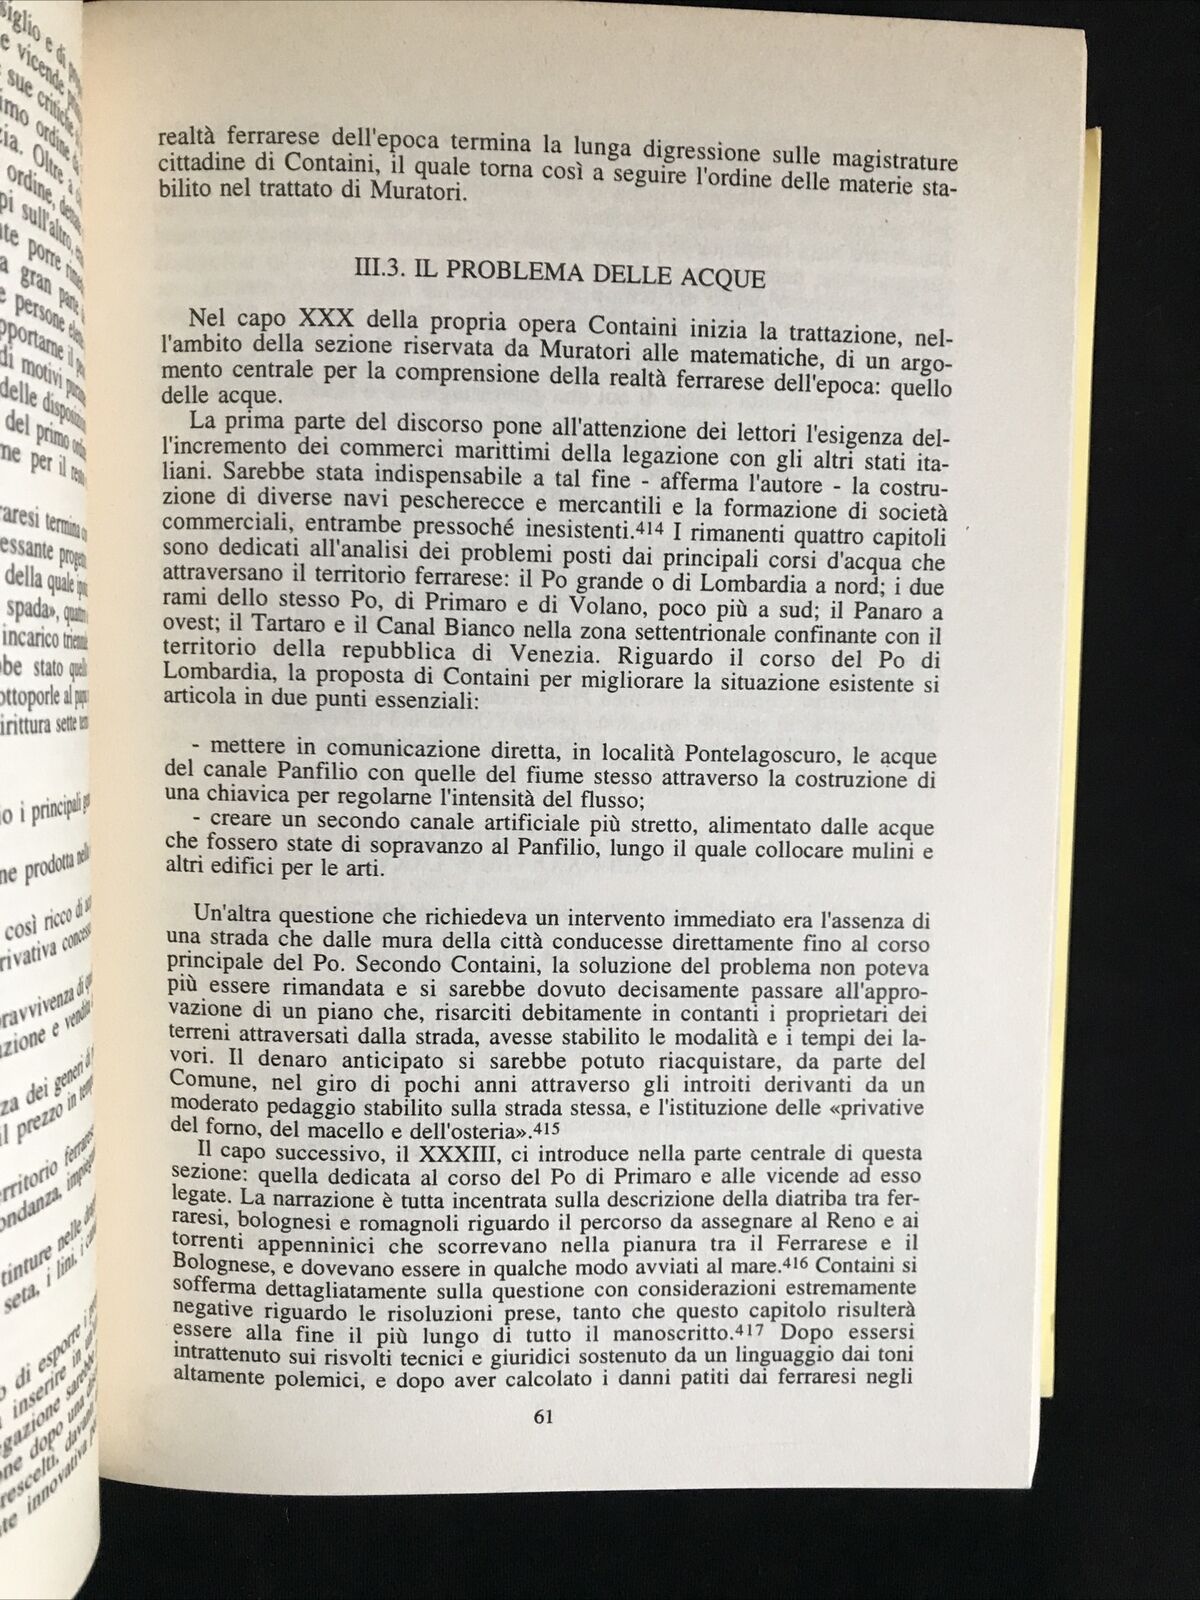 realtà ferrarese dell'epoca termina la lunga digressione sulle magistrature
cittadine di Containi, il quale torna così a seguire l'ordine delle materie sta-
bilito nel trattato di Muratori.
III.3. IL PROBLEMA DELLE ACQUE
Nel capo XXX della propria opera Containi inizia la trattazione, nel-
l'ambito della sezione riservata da Muratori alle matematiche, di un argo-
mento centrale per la comprensione della realtà ferrarese dell'epoca: quello
delle acque.
La prima parte del discorso pone all'attenzione dei lettori l'esigenza del-
l'incremento dei commerci marittimi della legazione con gli altri stati ita-
liani. Sarebbe stata indispensabile a tal fine - afferma l'autore - la costru-
zione di diverse navi pescherecce e mercantili e la formazione di società
commerciali, entrambe pressoché inesistenti.414 I rimanenti quattro capitoli
sono dedicati all'analisi dei problemi posti dai principali corsi d'acqua che
attraversano il territorio ferrarese: il Po grande o di Lombardia a nord; i due
rami dello stesso Po, di Primaro e di Volano, poco più a sud; il Panaro a
ovest; il Tartaro e il Canal Bianco nella zona settentrionale confinante con il
territorio della repubblica di Venezia. Riguardo il corso del Po di
Lombardia, la proposta di Containi per migliorare la situazione esistente si
articola in due punti essenziali:
- mettere in comunicazione diretta, in località Pontelagoscuro, le acque
del canale Panfilio con quelle del fiume stesso attraverso la costruzione di
una chiavica per regolarne l'intensità del flusso;
- creare un secondo canale artificiale più stretto, alimentato dalle acque
che fossero state di sopravanzo al Panfilio, lungo il quale collocare mulini e
altri edifici per le arti.
Un'altra questione che richiedeva un intervento immediato era l'assenza di
una strada che dalle mura della città conducesse direttamente fino al corso
principale del Po. Secondo Containi, la soluzione del problema non poteva
più essere rimandata e si sarebbe dovuto decisamente passare all'appro-
vazione di un piano che, risarciti debitamente in contanti i proprietari dei
terreni attraversati dalla strada, avesse stabilito le modalità e i tempi dei la-
vori. Il denaro anticipato si sarebbe potuto riacquistare, da parte del
Comune, nel giro di pochi anni attraverso gli introiti derivanti da un
moderato pedaggio stabilito sulla strada stessa, e l'istituzione delle «privative
del forno, del macello e dell'osteria».415
Il capo successivo, il XXXIII, ci introduce nella parte centrale di questa
sezione: quella dedicata al corso del Po di Primaro e alle vicende ad esso
legate. La narrazione è tutta incentrata sulla descrizione della diatriba tra fer-
raresi, bolognesi e romagnoli riguardo il percorso da assegnare al Reno e ai
torrenti appenninici che scorrevano nella pianura tra il Ferrarese e il
Bolognese, e dovevano essere in qualche modo avviati al mare.416 Containi si
sofferma dettagliatamente sulla questione con considerazioni estremamente
negative riguardo le risoluzioni prese, tanto che questo capitolo risulterà
essere alla fine il più lungo di tutto il manoscritto.417 Dopo essersi
intrattenuto sui risvolti tecnici e giuridici sostenuto da un linguaggio dai toni
altamente polemici, e dopo aver calcolato i danni patiti dai ferraresi negli
61